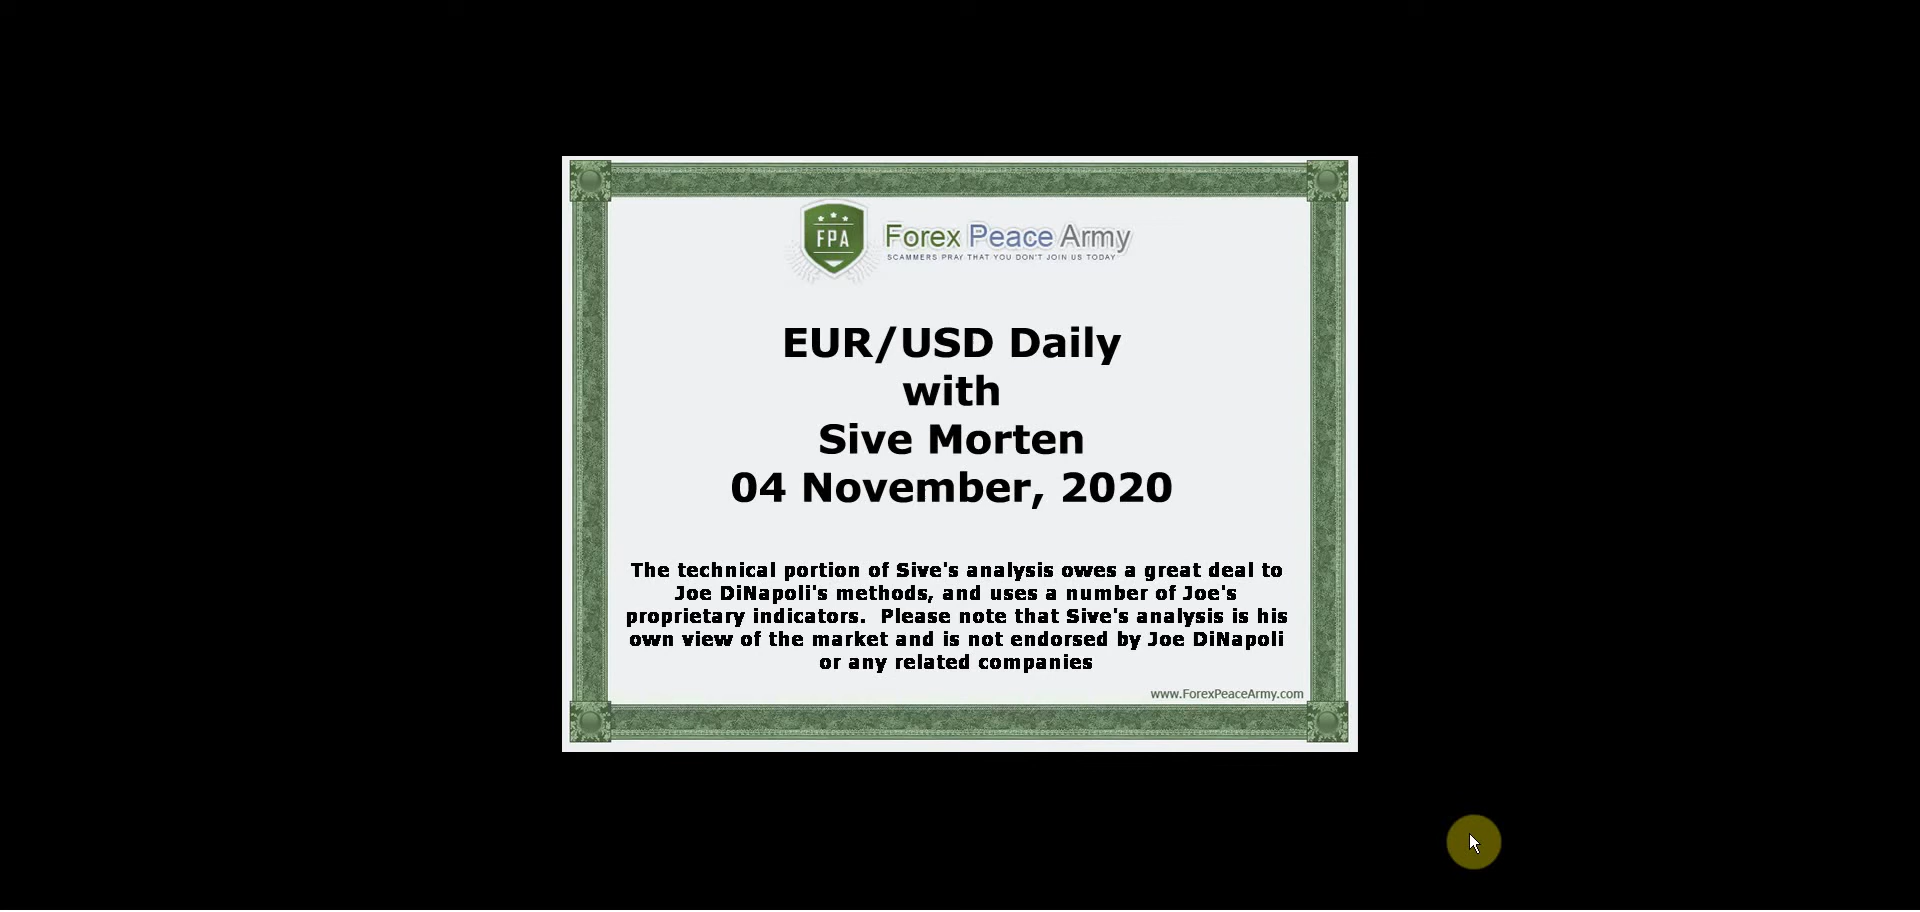 FPA
Forex Peace Army
SCAMMERS PRAY THAT YOU DON'T JOIN US TODAY
EUR/USD Daily
with
Sive Morten
04 November, 2020
The technical portion of Sive's analysis owes a great deal to
Joe DiNapoli's methods, and uses a number of Joe's
proprietary indicators.  Please note that Sive's analysis is his
own view of the market and is not endorsed by Joe DiNapoli
or any related companies
www.ForexPeaceArmy.com